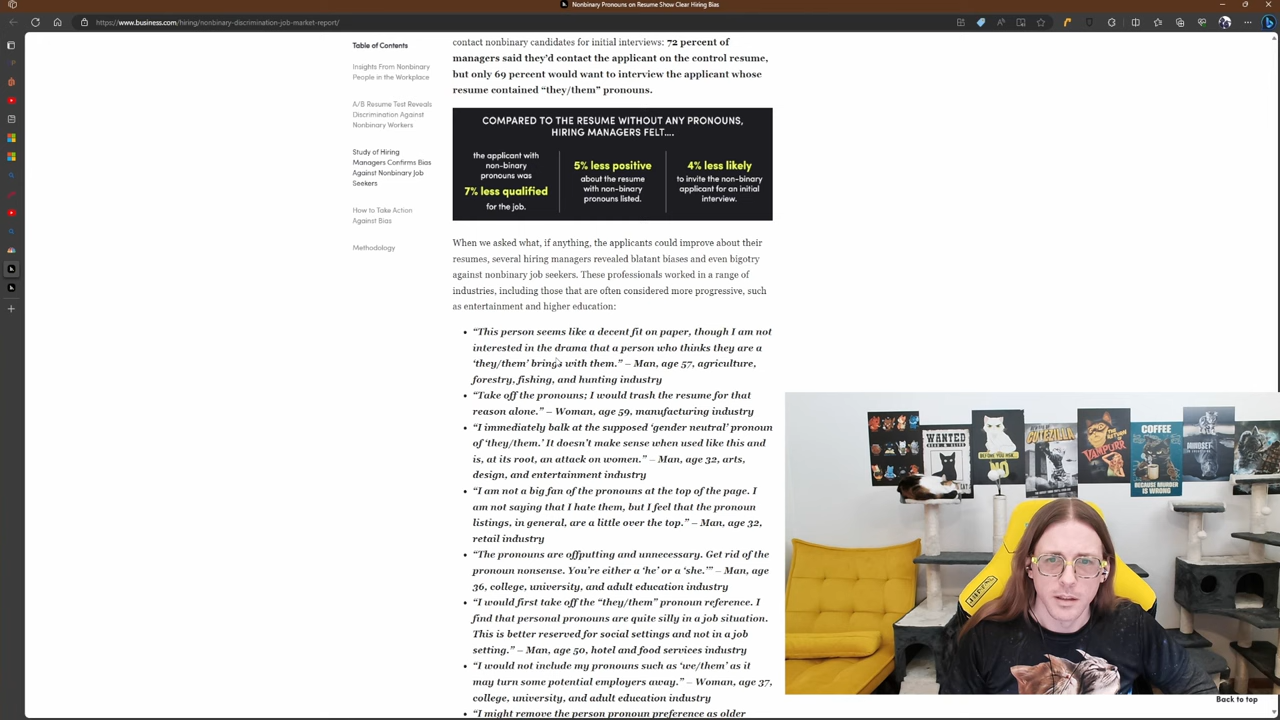 Nonbinary Pronouns on Resume Show Clear Hiring Bias
https://www.business.com/hiring/nonbinary-discrimination-job-market-report/
Table of Contents
Insights From Nonbinary
People in the Workplace
A/B Resume Test Reveals
Discrimination Against
Nonbinary Workers
Study of Hiring
Managers Confirms Bias
Against Nonbinary Job
Seekers
How to Take Action
Against Bias
Methodology
contact nonbinary candidates for initial interviews: 72 percent of
managers said they’d contact the applicant on the control resume,
but only 69 percent would want to interview the applicant whose
resume contained “they/them” pronouns.
COMPARED TO THE RESUME WITHOUT ANY PRONOUNS,
HIRING MANAGERS FELT....
the applicant with
non-binary
pronouns was
7% less qualified
for the job.
5% less positive
about the resume
with non-binary
pronouns listed.
4% less likely
to invite the non-binary
applicant for an initial
interview.
When we asked what, if anything, the applicants could improve about their
resumes, several hiring managers revealed blatant biases and even bigotry
against nonbinary job seekers. These professionals worked in a range of
industries, including those that are often considered more progressive, such
as entertainment and higher education:
• “This person seems like a decent fit on paper, though I am not
interested in the drama that a person who thinks they are a
‘they/them’ brings with them.” – Man, age 57, agriculture,
forestry, fishing, and hunting industry
• “Take off the pronouns; I would trash the resume for that
reason alone.” – Woman, age 59, manufacturing industry
• “I immediately balk at the supposed ‘gender neutral’ pronoun
of ‘they/them.’ It doesn’t make sense when used like this and
is, at its root, an attack on women.” – Man, age 32, arts,
design, and entertainment industry
• “I am not a big fan of the pronouns at the top of the page. I
am not saying that I hate them, but I feel that the pronoun
listings, in general, are a little over the top.” – Man, age 32,
retail industry
• “The pronouns are offputting and unnecessary. Get rid of the
pronoun nonsense. You’re either a ‘he’ or a ‘she.’” – Man, age
36, college, university, and adult education industry
• “I would first take off the “they/them” pronoun reference. I
find that personal pronouns are quite silly in a job situation.
This is better reserved for social settings and not in a job
setting.” – Man, age 50, hotel and food services industry
• “I would not include my pronouns such as ‘we/them’ as it
may turn some potential employers away.” – Woman, age 37,
college, university, and adult education industry
• “I might remove the person pronoun preference as older
WANTED
BEFORE YOU ASK..
NO
CATZILLA
COFFEE
BECAUSE MURDER
IS WRONG
MINDSET
Back to top